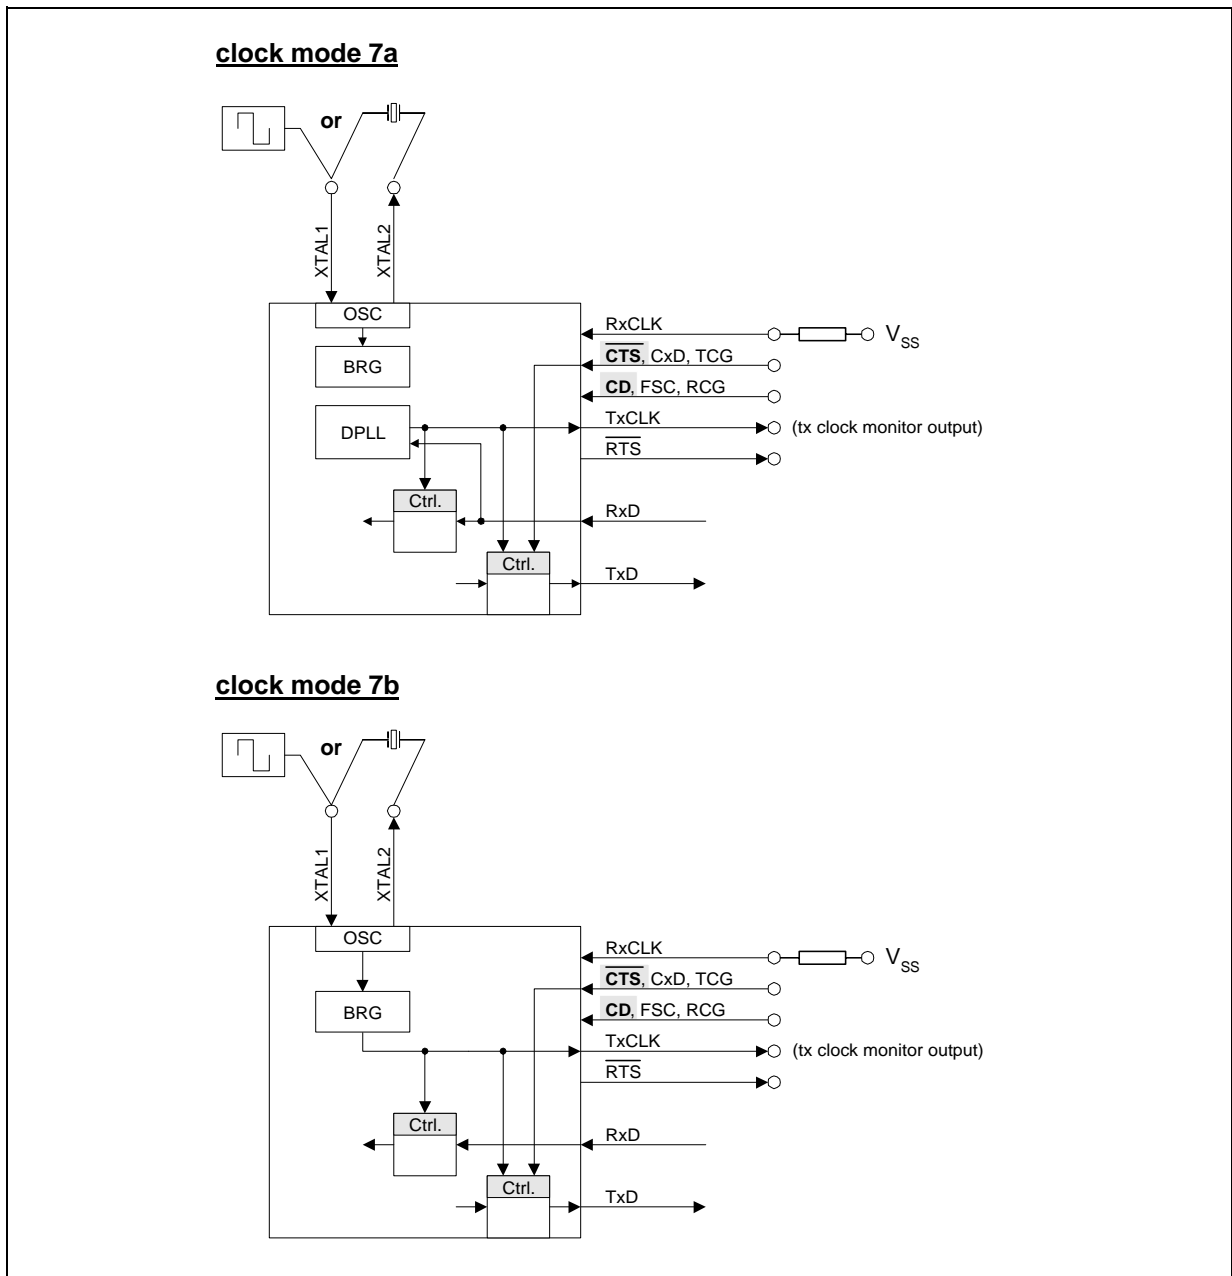 clock mode 7a
or
XTAL1
XTAL2
OSC
RxCLK
VSS
CTS, CxD, TCG
BRG
CD, FSC, RCG
DPLL
TxCLK
(tx clock monitor output)
RTS
Ctrl.
RxD
Ctrl.
TxD
clock mode 7b
or
XTAL1
XTAL2
OSC
RxCLK
VSS
CTS, CxD, TCG
BRG
CD, FSC, RCG
TxCLK
(tx clock monitor output)
RTS
Ctrl.
RxD
Ctrl.
TxD